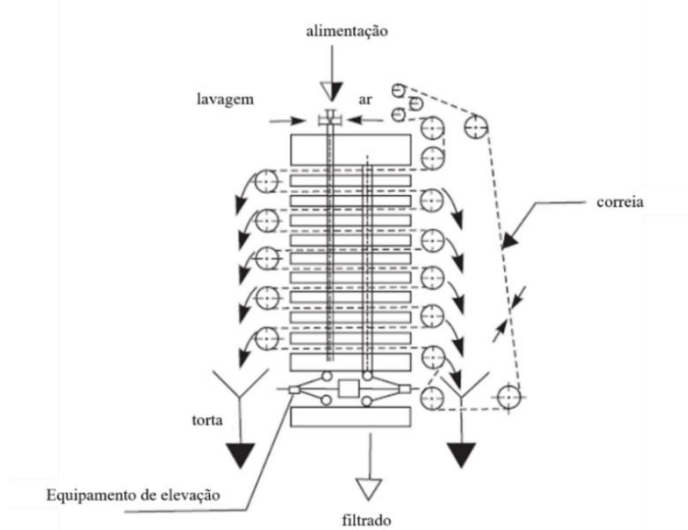 alimentação
lavagem
ar
correia
torta
Equipamento de elevação
filtrado